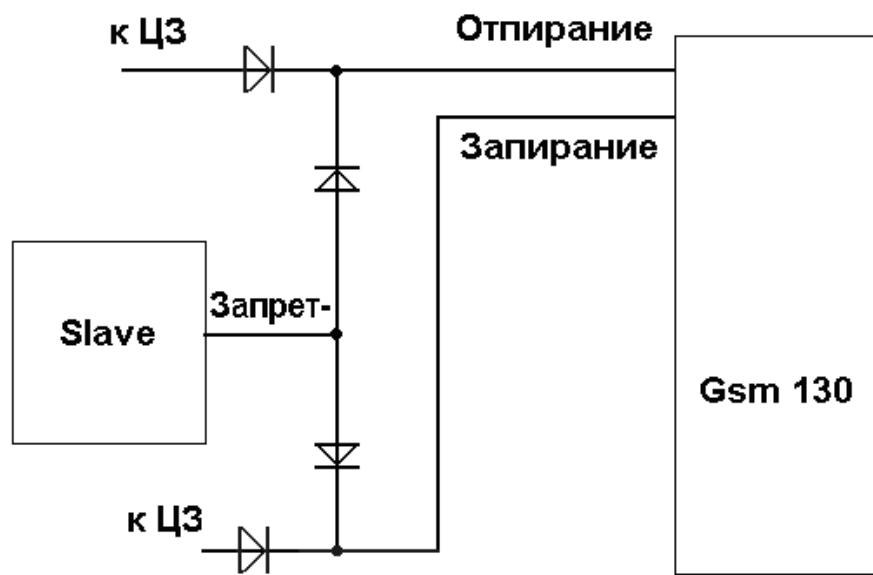 к ЦЗ
Отпирание
Запирание
Запрет-
Slave
Gsm 130
к ЦЗ